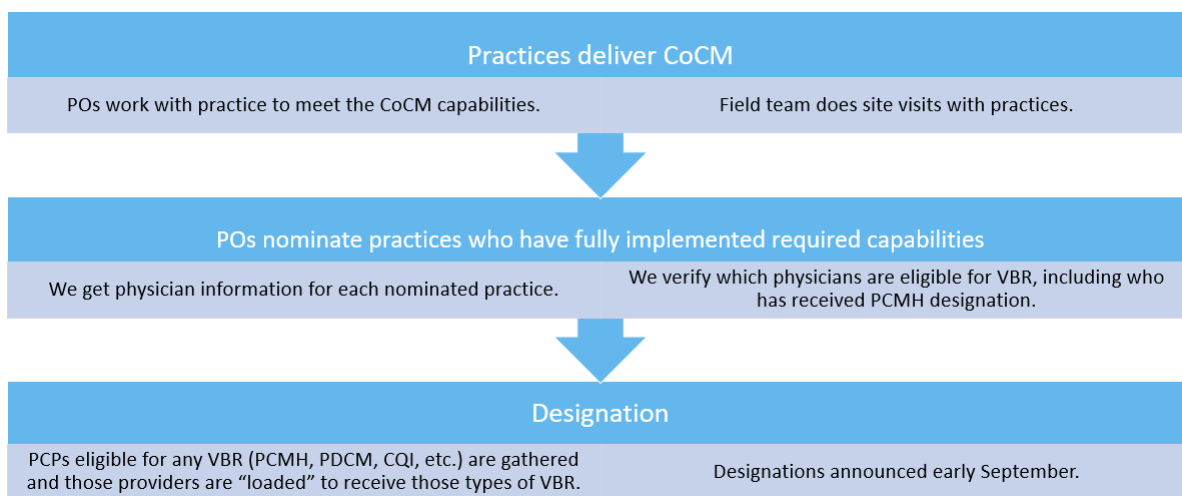 Practices deliver CoCM
POs work with practice to meet the CoCM capabilities.
Field team does site visits with practices.
POs nominate practices who have fully implemented required capabilities
We get physician information for each nominated practice.
We verify which physicians are eligible for VBR, including who
has received PCMH designation.
Designation
PCPs eligible for any VBR (PCMH, PDCM, CQI, etc.) are gathered
and those providers are “loaded” to receive those types of VBR.
Designations announced early September.